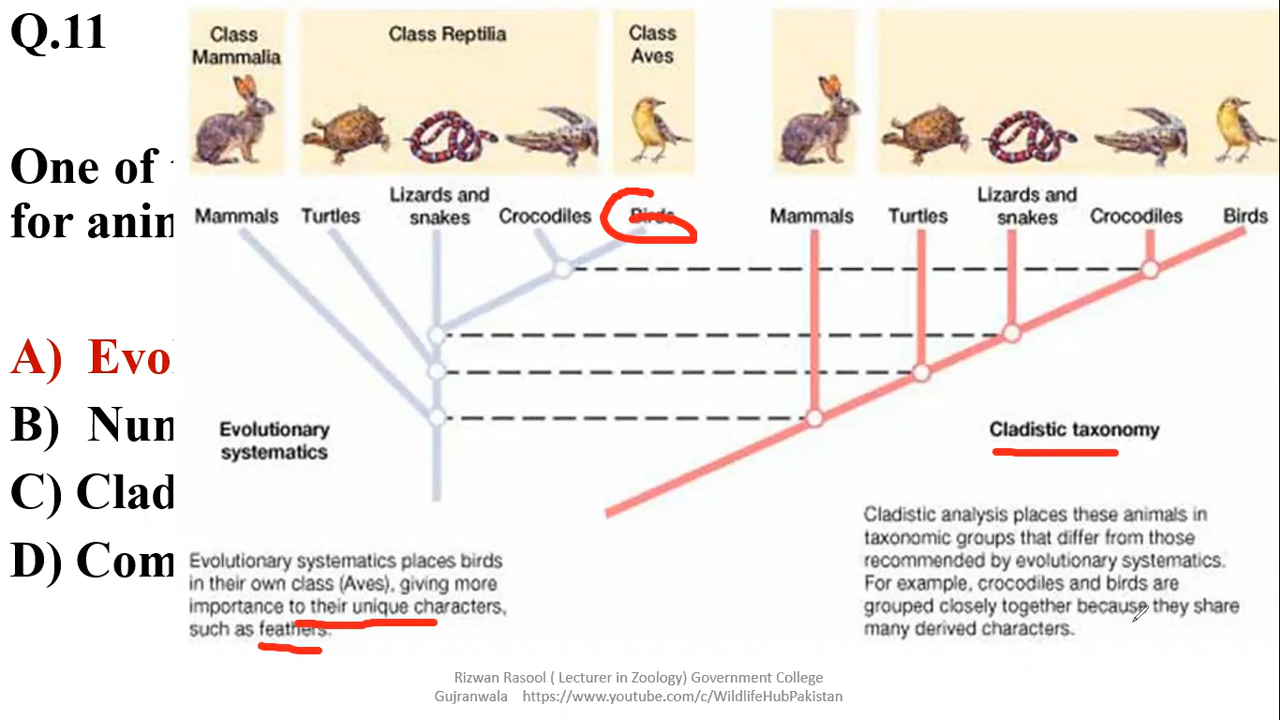 Q.11
One of
for anin
A) Evo
B) Num
C) Clad
D) Com
Class
Mammalia
Class Reptilia
Class
Aves
Mammals
Turtles
Lizards and
snakes
Crocodiles
Birds
Mammals
Turtles
Lizards and
snakes
Crocodiles
Birds
Evolutionary
systematics
Cladistic taxonomy
Evolutionary systematics places birds
in their own class (Aves), giving more
importance to their unique characters,
such as feathers.
Cladistic analysis places these animals in
taxonomic groups that differ from those
recommended by evolutionary systematics.
For example, crocodiles and birds are
grouped closely together because they share
many derived characters.
Rizwan Rasool ( Lecturer in Zoology) Government College
Gujranwala https://www.youtube.com/c/WildlifeHubPakistan